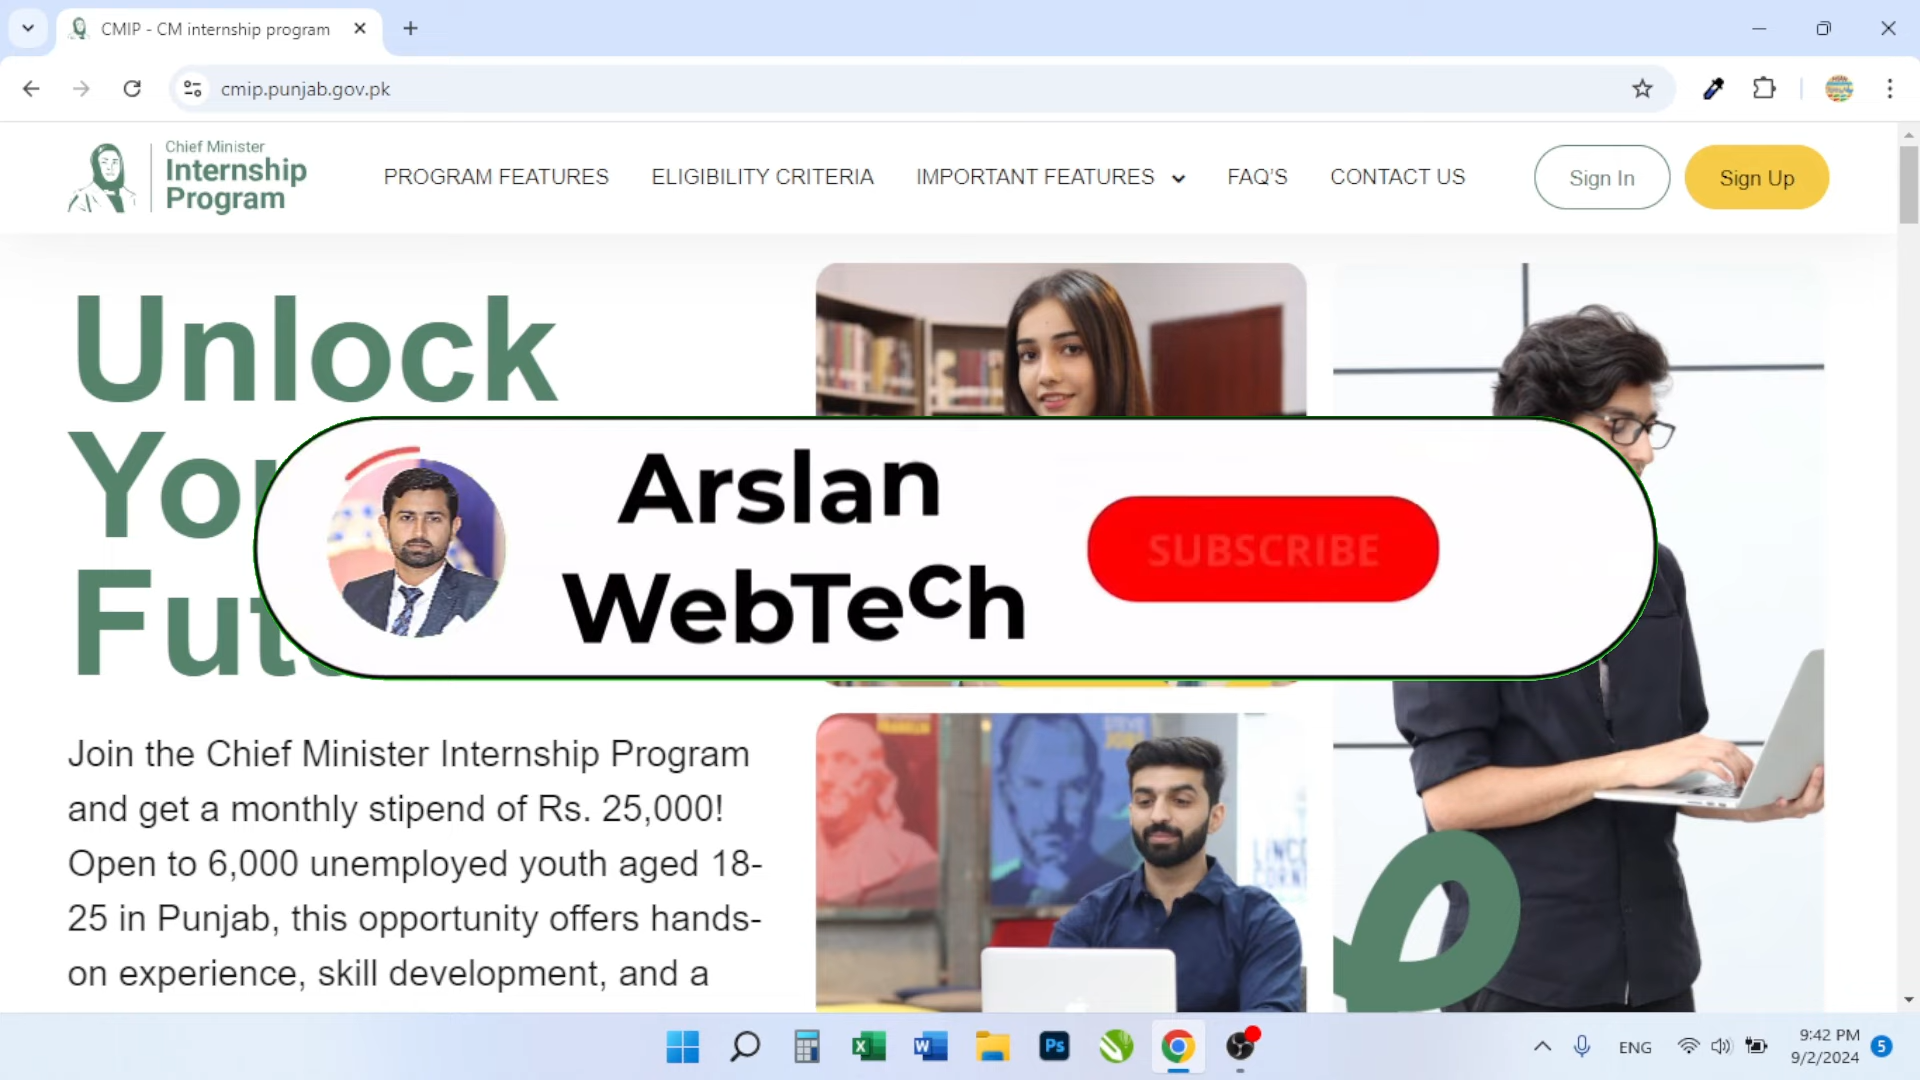 CMIP - CM internship program
cmip.punjab.gov.pk
Chief Minister
Internship
Program
PROGRAM FEATURES
ELIGIBILITY CRITERIA
IMPORTANT FEATURES
FAQ'S
CONTACT US
Sign In
Sign Up
Unlock
Arslan
WebTech
SUBSCRIBE
Join the Chief Minister Internship Program
and get a monthly stipend of Rs. 25,000!
Open to 6,000 unemployed youth aged 18-
25 in Punjab, this opportunity offers hands-
on experience, skill development, and a
Ps
ENG
9:42 PM
9/2/2024
5